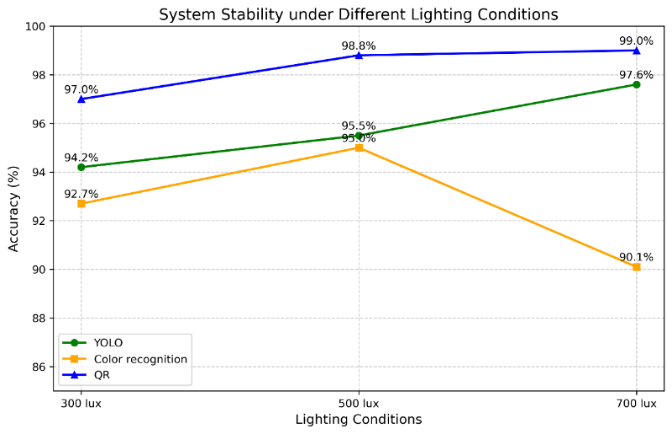 System Stability under Different Lighting Conditions
100
98
96
94
92
90
88
86
Accuracy (%)
97.0%
98.8%
99.0%
97.6%
94.2%
95.5%
95.0%
92.7%
90.1%
YOLO
Color recognition
QR
300 lux
500 lux
700 lux
Lighting Conditions